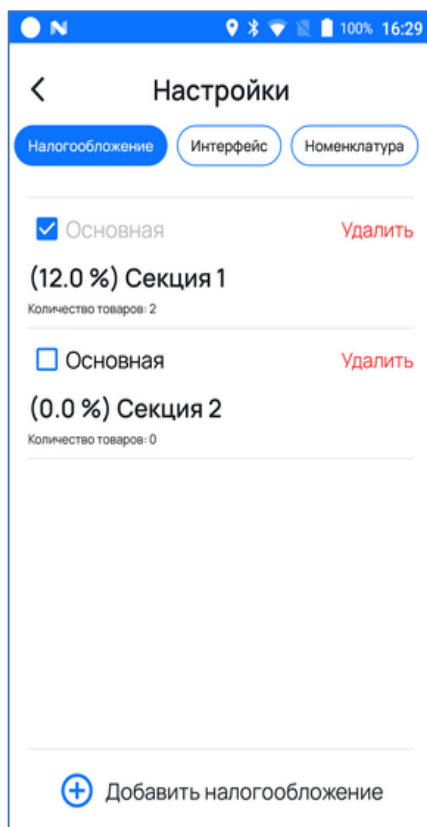 100% 16:29
Настройки
Налогообложение Интерфейс Номенклатура
Основная Удалить
(12.0 %) Секция 1
Количество товаров: 2
Основная Удалить
(0.0 %) Секция 2
Количество товаров: 0
Добавить налогообложение